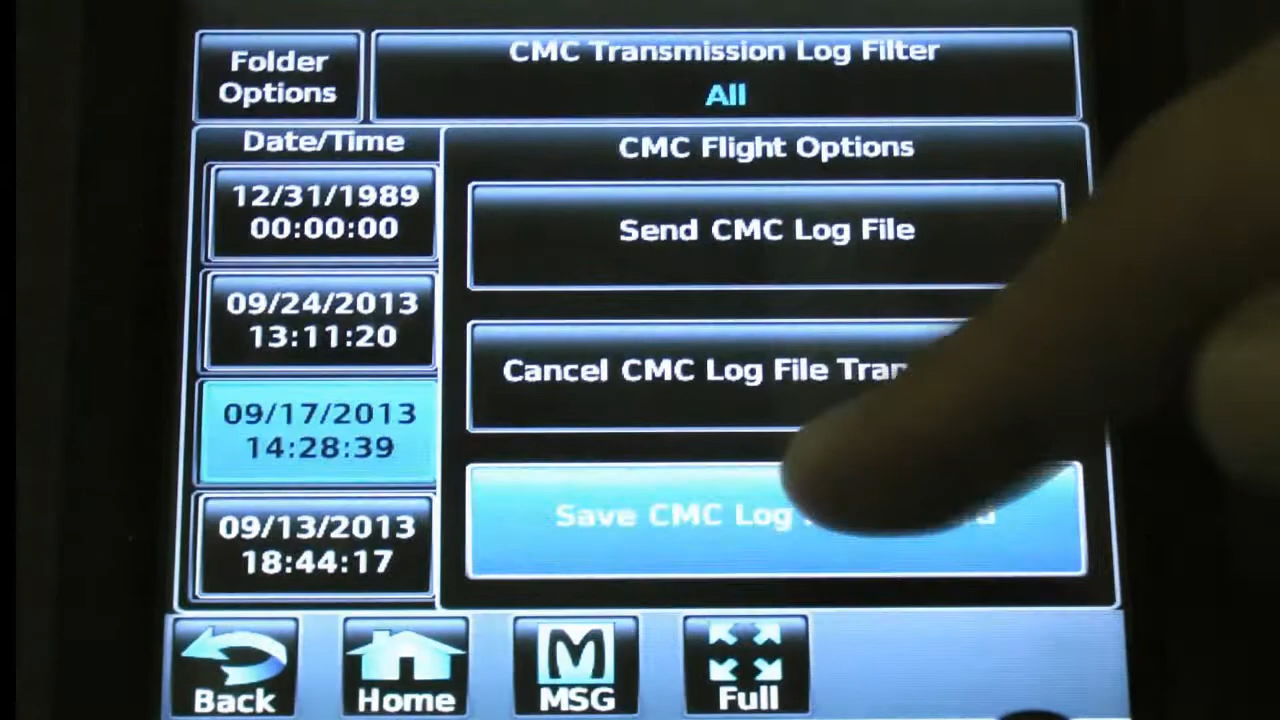 Folder
Options
CMC Transmission Log Filter
All
Date/Time
12/31/1989
00:00:00
09/24/2013
13:11:20
09/17/2013
14:28:39
09/13/2013
18:44:17
CMC Flight Options
Send CMC Log File
Cancel CMC Log File
Save CMC Log
Back
Home
MSG
Full